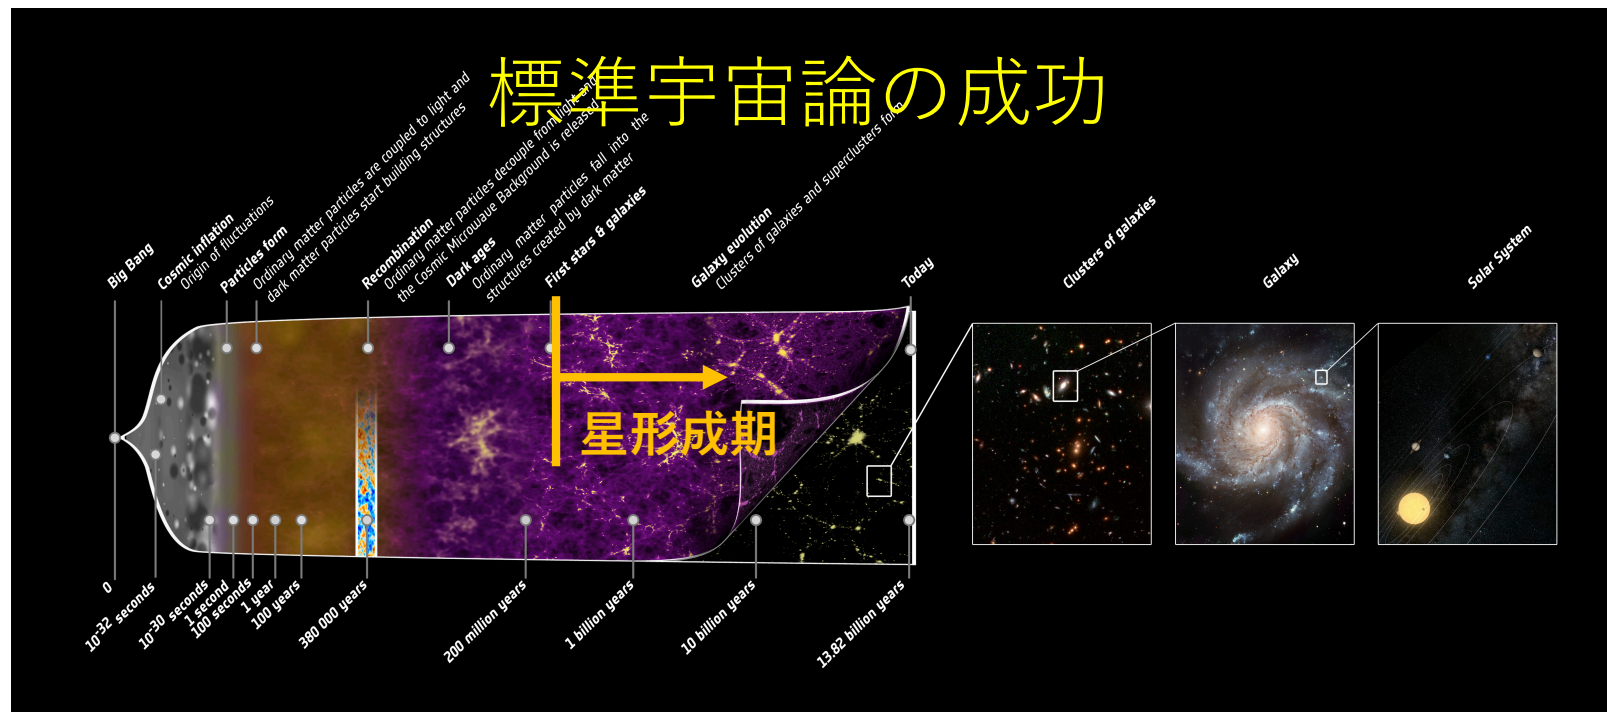 標準宇宙論の成功
Big Bang
Cosmic inflation
Origin of fluctuations
Particles form
Ordinary matter particles are coupled to light and
dark matter particles start building structures
Recombination
Ordinary matter particles decouple from light and
the Cosmic Microwave Background is released
Dark ages
Ordinary matter particles fall into the
structures created by dark matter
First stars & galaxies
Galaxy evolution
Clusters of galaxies and superclusters form
Today
Clusters of galaxies
Galaxy
Solar System
星形成期
0
10-32 seconds
10-30 seconds
1 second
100 seconds
1 year
100 years
380 000 years
200 million years
1 billion years
10 billion years
13.82 billion years